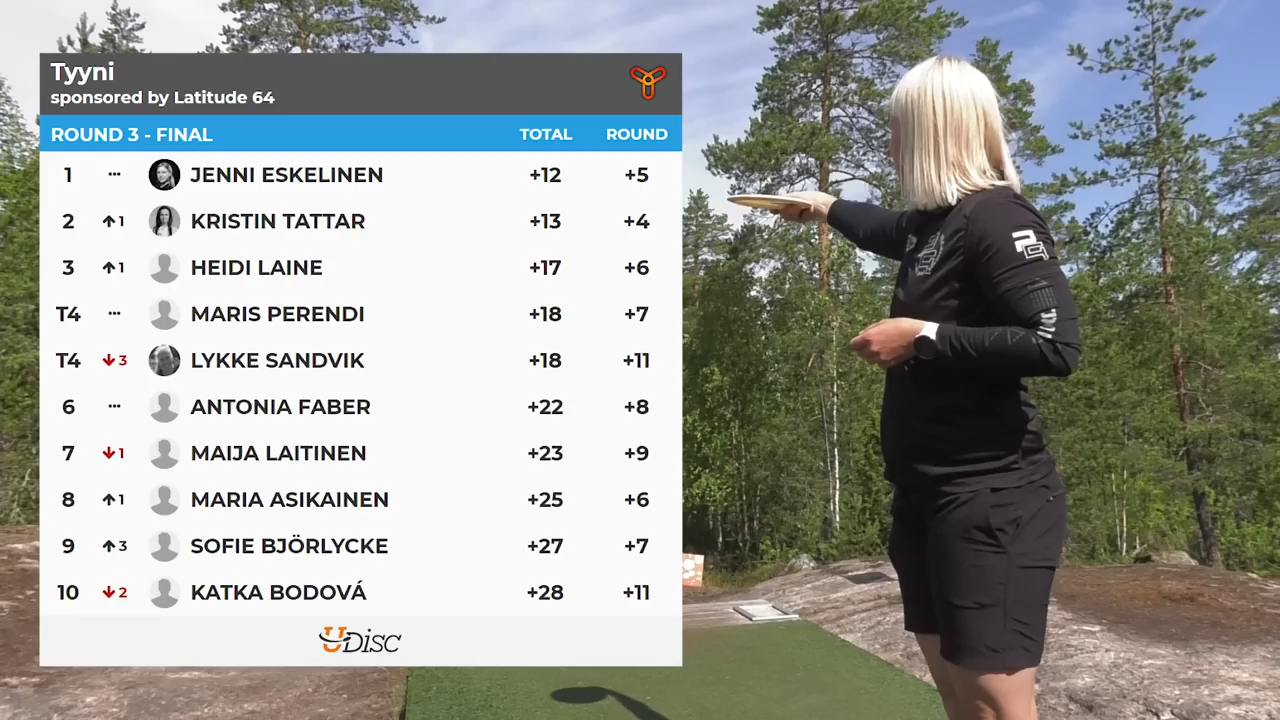 Tyyni
sponsored by Latitude 64
ROUND 3 - FINAL TOTAL ROUND
1 ... JENNI ESKELINEN +12 +5
2 ↑1 KRISTIN TATTAR +13 +4
3 ↑1 HEIDI LAINE +17 +6
T4 ... MARIS PERENDI +18 +7
T4 ↓3 LYKKE SANDVIK +18 +11
6 ... ANTONIA FABER +22 +8
7 ↓1 MAIJA LAITINEN +23 +9
8 ↑1 MARIA ASIKAINEN +25 +6
9 ↑3 SOFIE BJÖRLYCKE +27 +7
10 ↓2 KATKA BODOVÁ +28 +11
UDisc